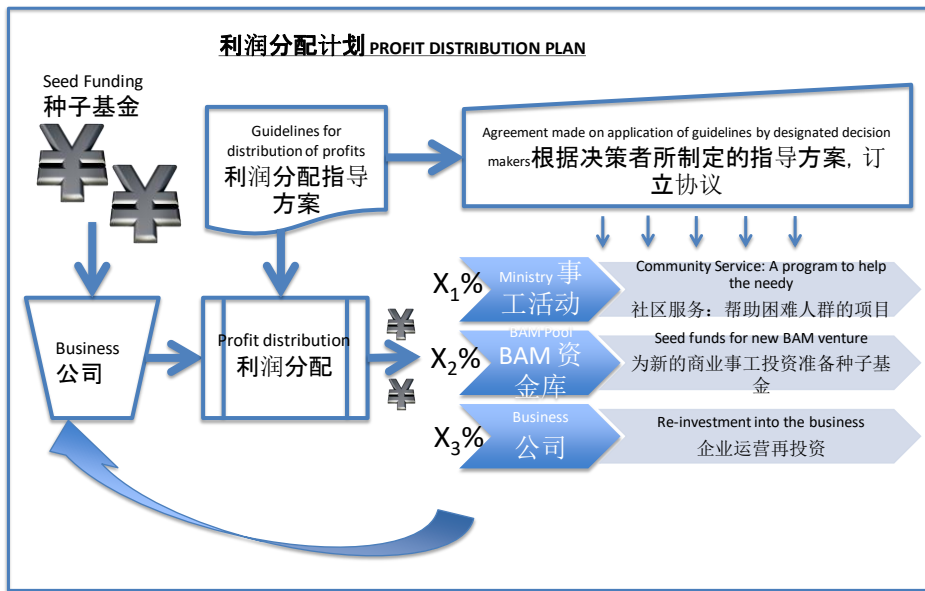 利润分配计划 PROFIT DISTRIBUTION PLAN
Seed Funding
种子基金
Guidelines for
distribution of profits
利润分配指导
方案
Agreement made on application of guidelines by designated decision
makers根据决策者所制定的指导方案, 订
立协议
Business
公司
Profit distribution
利润分配
¥
¥
¥
¥
X₁%
Ministry 事
工活动
Community Service: A program to help
the needy
社区服务：帮助困难人群的项目
X₂%
BAM Pool
BAM 资
金库
Seed funds for new BAM venture
为新的商业事工投资准备种子基
金
X₃%
Business
公司
Re-investment into the business
企业运营再投资